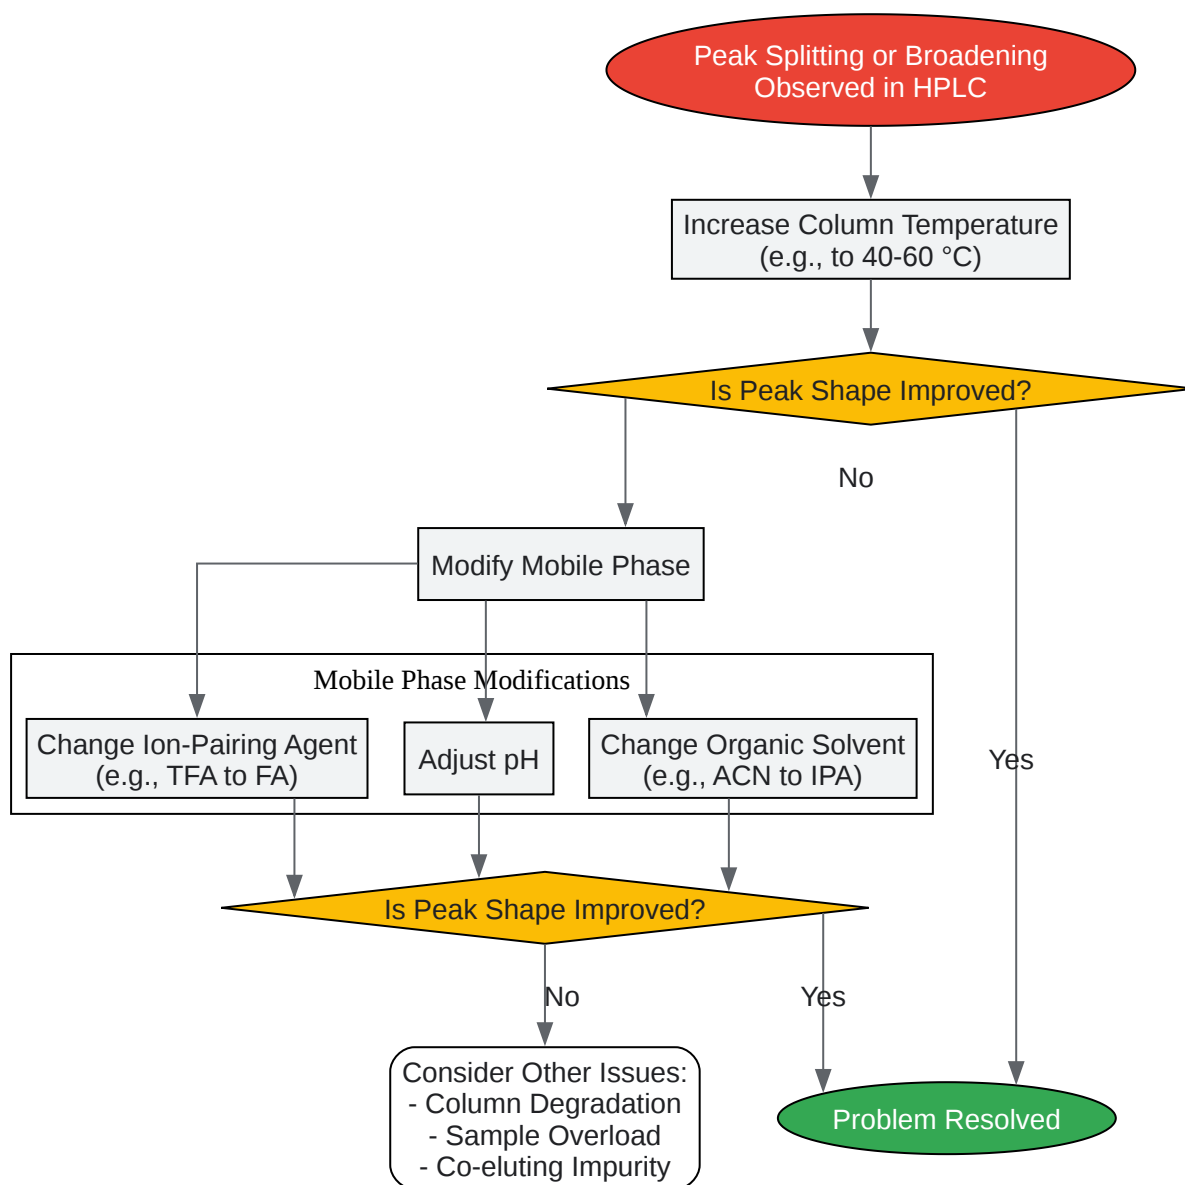 Peak Splitting or Broadening
Observed in HPLC
Increase Column Temperature
(e.g., to 40-60 °C)
Is Peak Shape Improved?
No
Modify Mobile Phase
Mobile Phase Modifications
Change Ion-Pairing Agent
(e.g., TFA to FA)
Adjust pH
Change Organic Solvent
(e.g., ACN to IPA)
Yes
Is Peak Shape Improved?
No
Yes
Consider Other Issues:
- Column Degradation
- Sample Overload
- Co-eluting Impurity
Problem Resolved